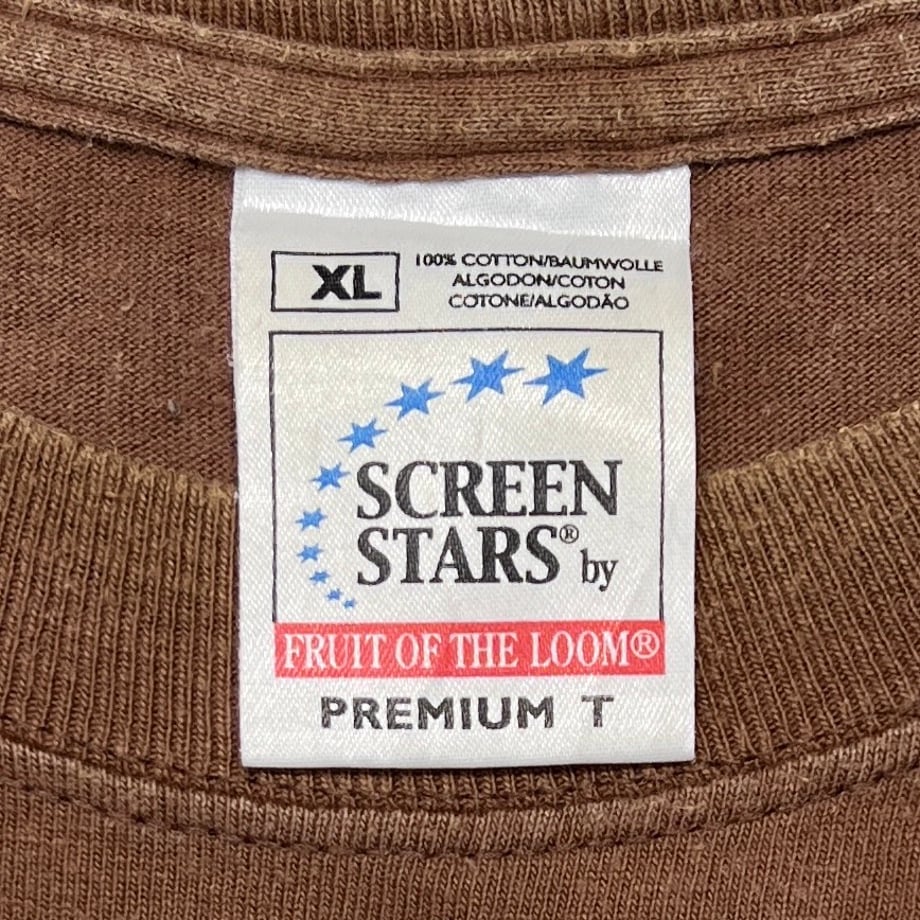 XL
100% COTTON/BAUMWOLLE
ALGODON/COTON
COTONE/ALGODÃO
SCREEN
STARS® by
FRUIT OF THE LOOM®
PREMIUM T